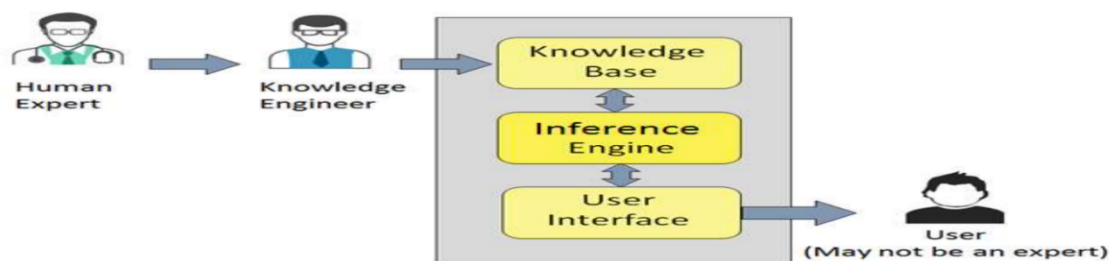 Human
Expert
Knowledge
Engineer
Knowledge
Base
Inference
Engine
User
Interface
User
(May not be an expert)